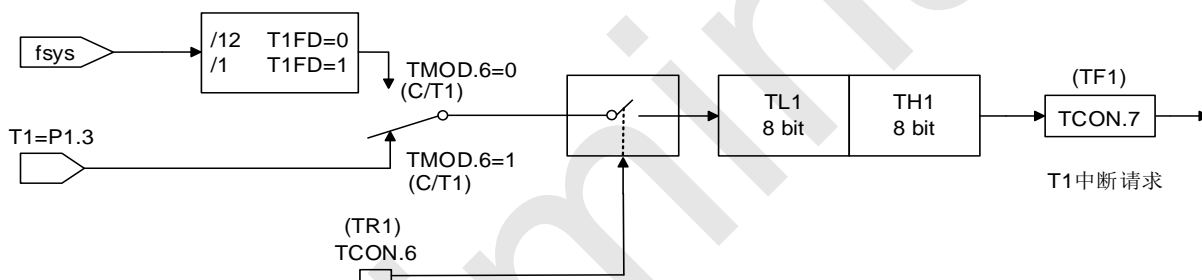 fsys
/12 T1FD=0
/1 T1FD=1
TMOD.6=0
(C/T1)
T1=P1.3
TMOD.6=1
(C/T1)
(TR1)
TCON.6
TL1
8 bit
TH1
8 bit
(TF1)
TCON.7
T1中断请求